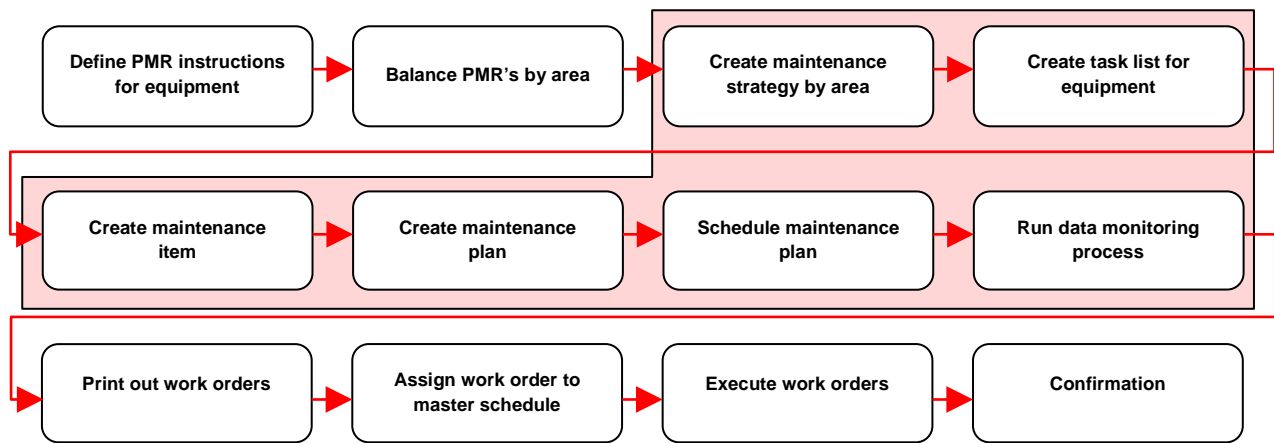 Define PMR instructions
for equipment
Balance PMR’s by area
Create maintenance
strategy by area
Create task list for
equipment
Create maintenance
item
Create maintenance
plan
Schedule maintenance
plan
Run data monitoring
process
Print out work orders
Assign work order to
master schedule
Execute work orders
Confirmation